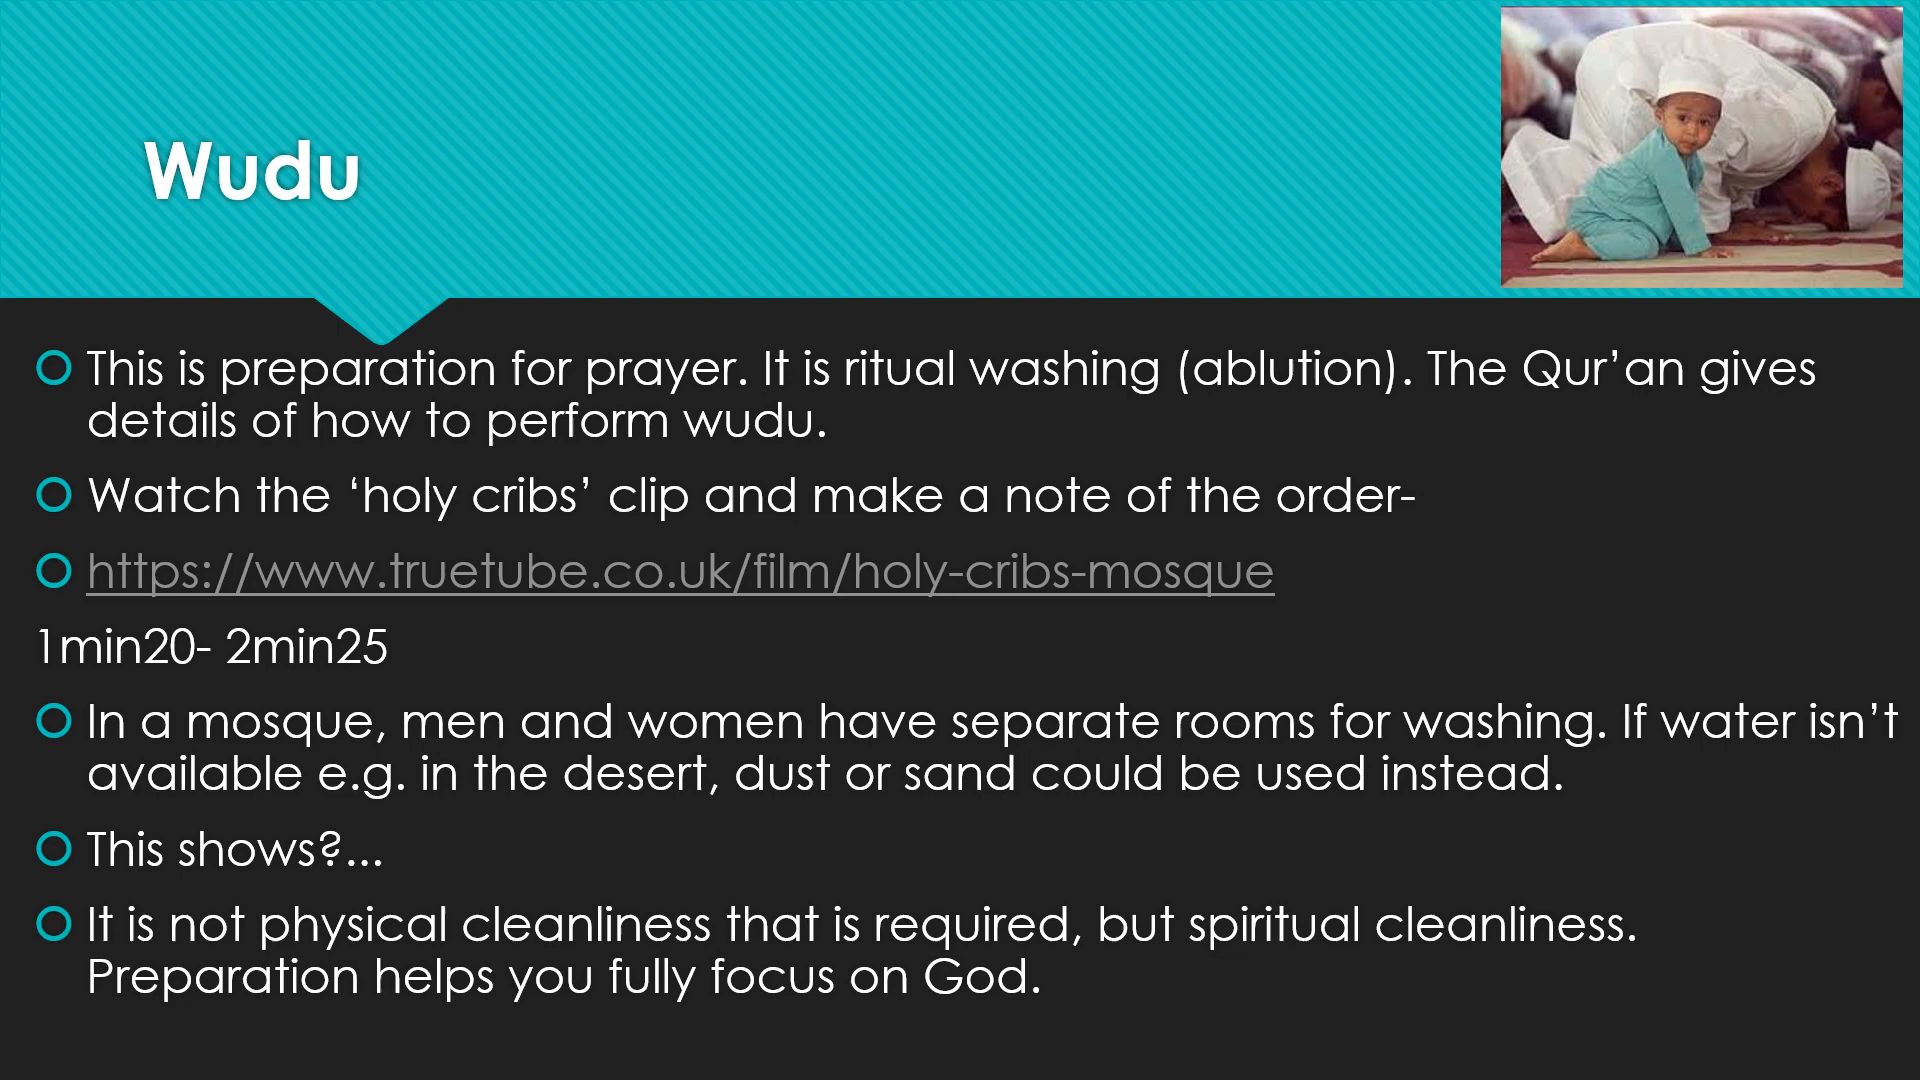 Wudu
This is preparation for prayer. It is ritual washing (ablution). The Qur’an gives
details of how to perform wudu.
Watch the ‘holy cribs’ clip and make a note of the order-
https://www.truetube.co.uk/film/holy-cribs-mosque
1min20- 2min25
In a mosque, men and women have separate rooms for washing. If water isn’t
available e.g. in the desert, dust or sand could be used instead.
This shows?...
It is not physical cleanliness that is required, but spiritual cleanliness.
Preparation helps you fully focus on God.